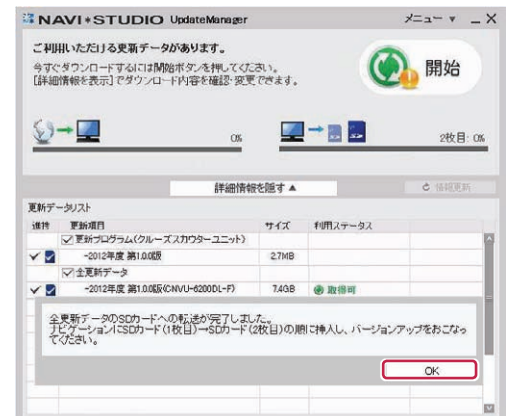 NAVI*STUDIO UpdateManager
メニュー ▼ _ X
ご利用いただける更新データがあります。
今すぐダウンロードするには開始ボタンを押してください。
[詳細情報を表示]でダウンロード内容を確認·変更できます。
開始
0%
2枚目: 0%
詳細情報を隠す ▲
情報更新
更新データリスト
進捗 更新項目 サイズ 利用ステータス
更新プログラム(クルーズスカウターユニット)
-2012年度 第1.0.0版 2.7MB
全更新データ
-2012年度 第1.0.0版(CNVU-6200DL-F) 7.4GB 取得可
全更新データのSDカードへの転送が完了しました。
ナビゲーションにSDカード(1枚目)→SDカード(2枚目)の順に挿入し、バージョンアップをおこなっ
てください。
OK